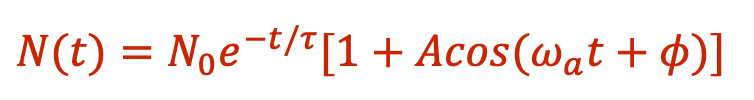 N(t) = N₀e^{-t/τ}[1 + Acos(ωₐt + ϕ)]